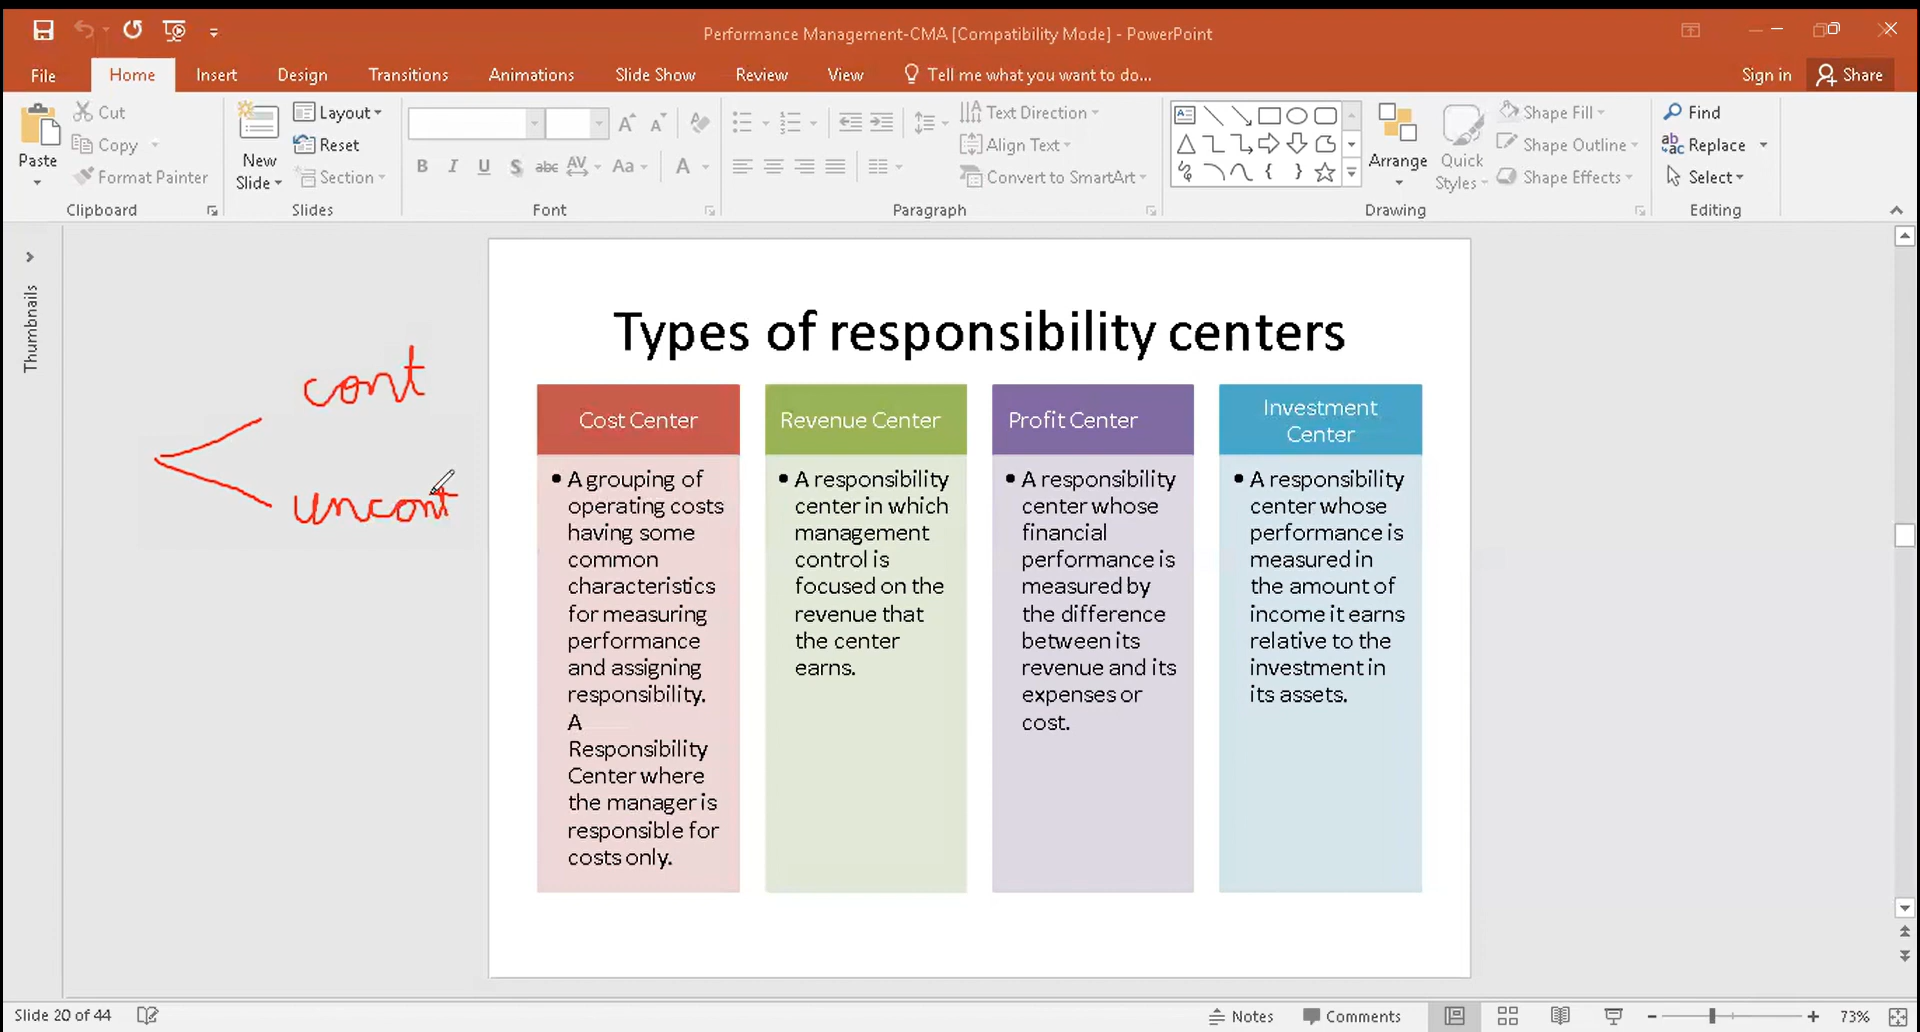 Performance Management-CMA [Compatibility Mode] - PowerPoint
File Home Insert Design Transitions Animations Slide Show Review View Tell me what you want to do... Sign in Share
Paste
Cut
Copy
Format Painter
Clipboard
New Slide
Layout
Reset
Section
Slides
B I U S abc AV Aa A
Font
Text Direction
Align Text
Convert to SmartArt
Paragraph
Arrange
Quick Styles
Shape Fill
Shape Outline
Shape Effects
Drawing
Find
Replace
Select
Editing
Thumbnails
cont
uncont
Types of responsibility centers
Cost Center
• A grouping of
operating costs
having some
common
characteristics
for measuring
performance
and assigning
responsibility.
A
Responsibility
Center where
the manager is
responsible for
costs only.
Revenue Center
• A responsibility
center in which
management
control is
focused on the
revenue that
the center
earns.
Profit Center
• A responsibility
center whose
financial
performance is
measured by
the difference
between its
revenue and its
expenses or
cost.
Investment
Center
• A responsibility
center whose
performance is
measured in
the amount of
income it earns
relative to the
investment in
its assets.
Slide 20 of 44 Notes Comments 73%